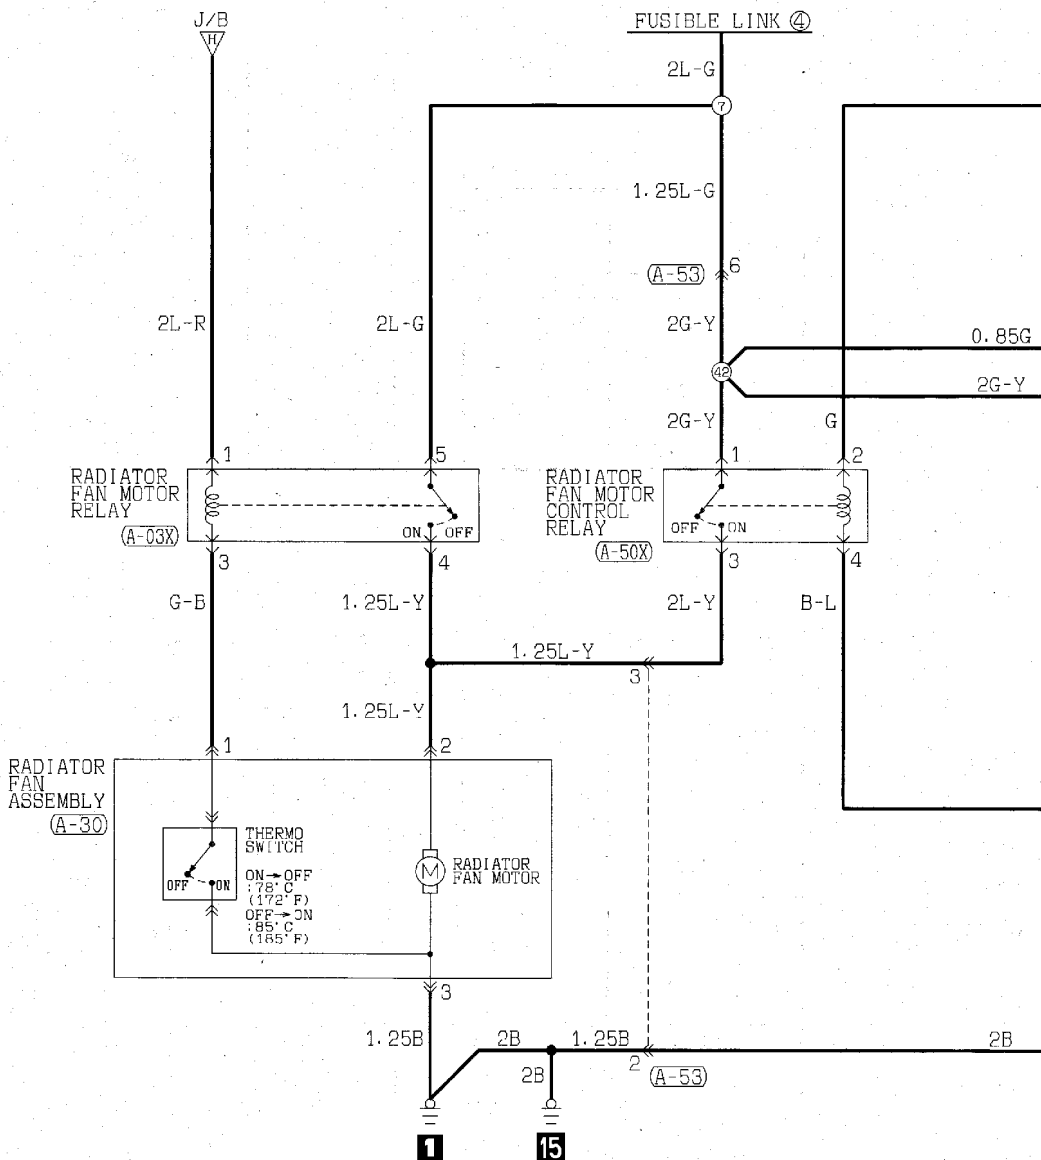 J/B
H
FUSIBLE LINK ④
2L-G
7
1.25L-G
A-53
6
2L-R
2L-G
2G-Y
0.85G
42
2G-Y
2G-Y
G
1
5
1
2
RADIATOR
FAN MOTOR
RELAY
A-03X
ON
OFF
RADIATOR
FAN MOTOR
CONTROL
RELAY
A-50X
OFF
ON
3
4
3
4
G-B
1.25L-Y
2L-Y
B-L
1.25L-Y
3
1.25L-Y
1
2
RADIATOR
FAN
ASSEMBLY
A-30
THERMO
SWITCH
OFF
ON
ON→OFF
:78°C
(172°F)
OFF→ON
:85°C
(185°F)
M
RADIATOR
FAN MOTOR
3
1.25B
2B
1.25B
2B
2B
2
A-53
1
15